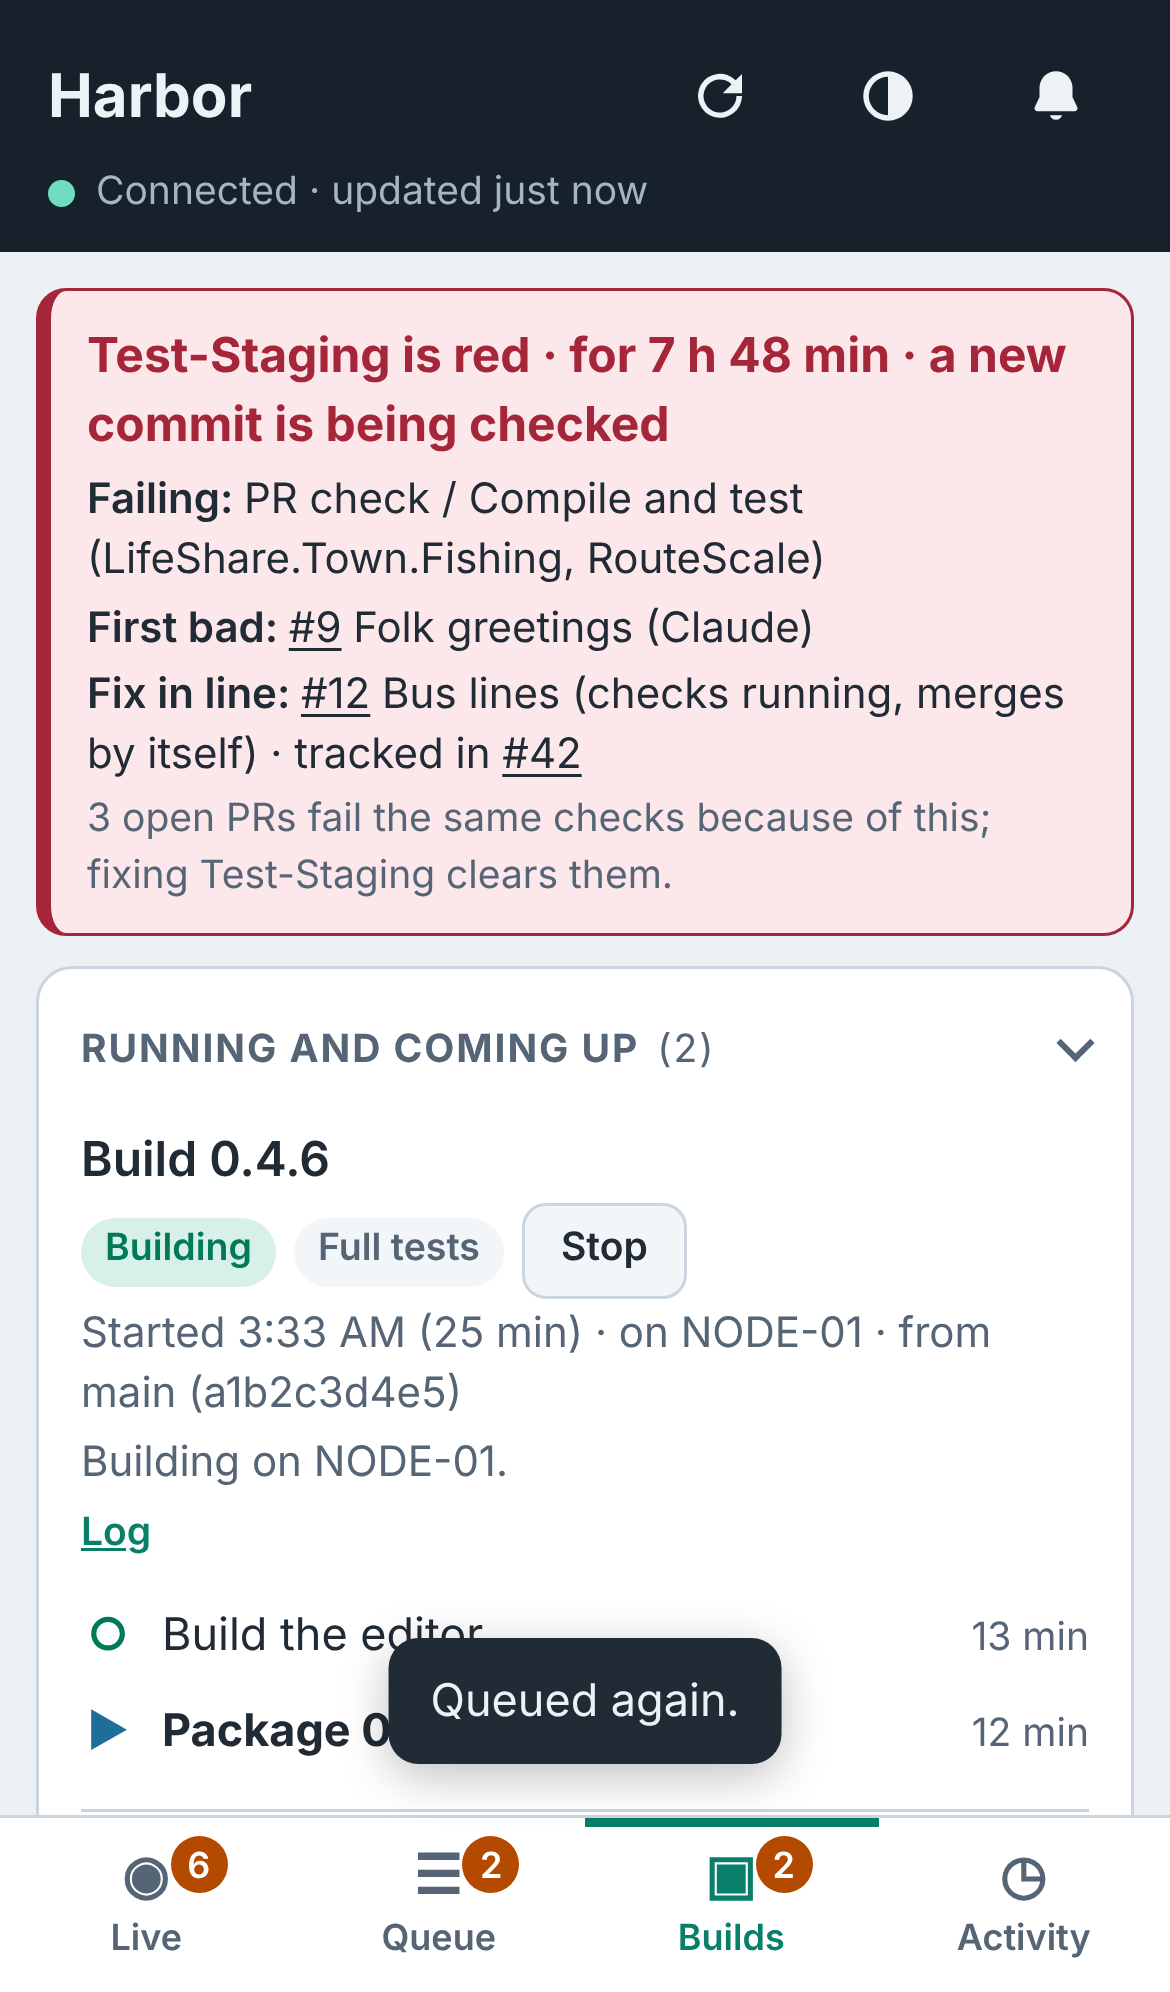 Harbor
Connected · updated just now
Test-Staging is red · for 7 h 48 min · a new
commit is being checked
Failing: PR check / Compile and test
(LifeShare.Town.Fishing, RouteScale)
First bad: #9 Folk greetings (Claude)
Fix in line: #12 Bus lines (checks running, merges
by itself) · tracked in #42
3 open PRs fail the same checks because of this;
fixing Test-Staging clears them.
RUNNING AND COMING UP (2)
Build 0.4.6
Building Full tests Stop
Started 3:33 AM (25 min) · on NODE-01 · from
main (a1b2c3d4e5)
Building on NODE-01.
Log
Build the editor 13 min
Package 0 12 min
Queued again.
6 2 2
Live Queue Builds Activity